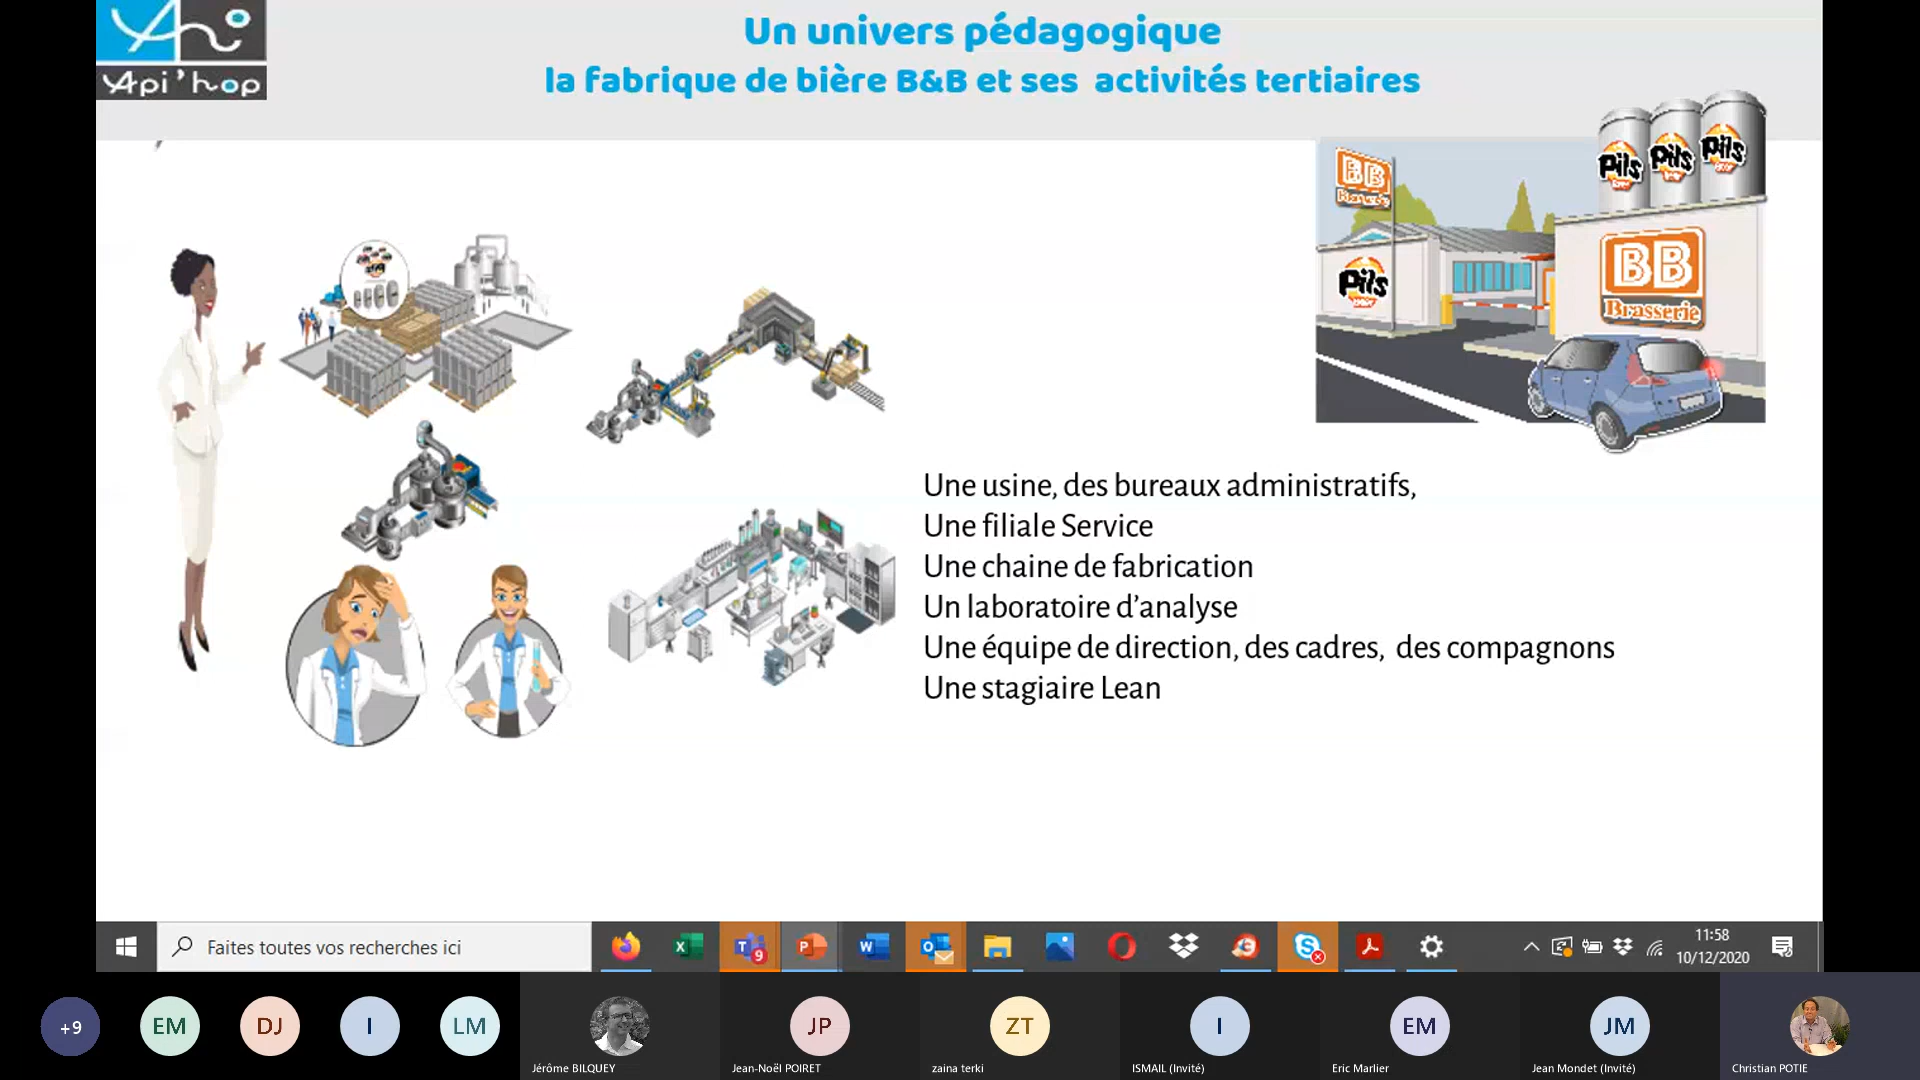 Api'hop
Un univers pédagogique
la fabrique de bière B&B et ses activités tertiaires
Pils
Pils
Pils
BB
Pils
BB
Brasserie
Une usine, des bureaux administratifs,
Une filiale Service
Une chaine de fabrication
Un laboratoire d’analyse
Une équipe de direction, des cadres, des compagnons
Une stagiaire Lean
Faites toutes vos recherches ici
9
11:58
10/12/2020
+9
EM
DJ
I
LM
JP
ZT
I
EM
JM
Jérôme BILQUEY
Jean-Noël POIRET
zaina terki
ISMAIL (Invité)
Eric Marlier
Jean Mondet (Invité)
Christian POTIE